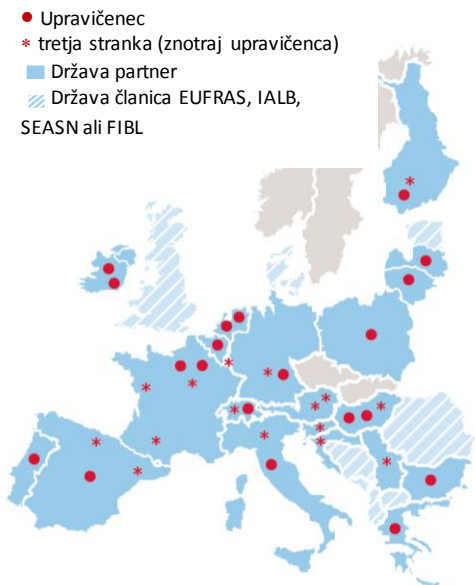 Upravičenec
* tretja stranka (znotraj upravičenca)
Država partner
Država članica EUFRAS, IALB,
SEASN ali FIBL